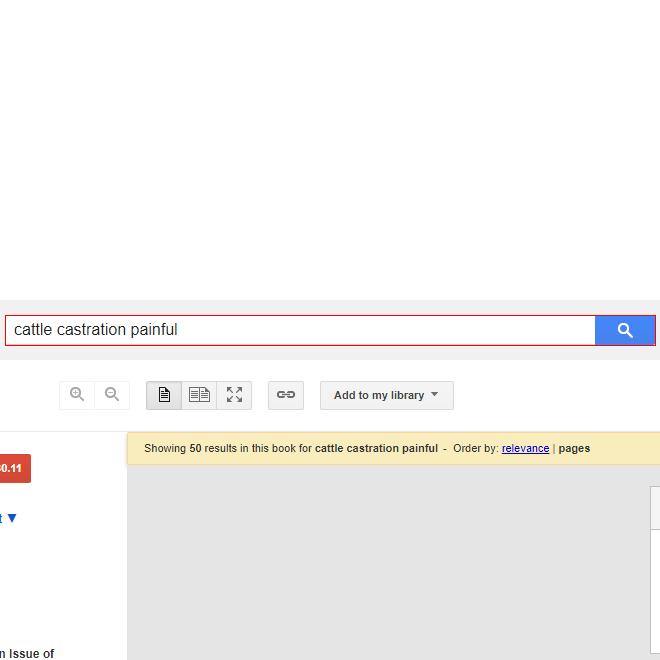 cattle castration painful
Add to my library
Showing 50 results in this book for cattle castration painful - Order by: relevance | pages
0.11
t
n Issue of